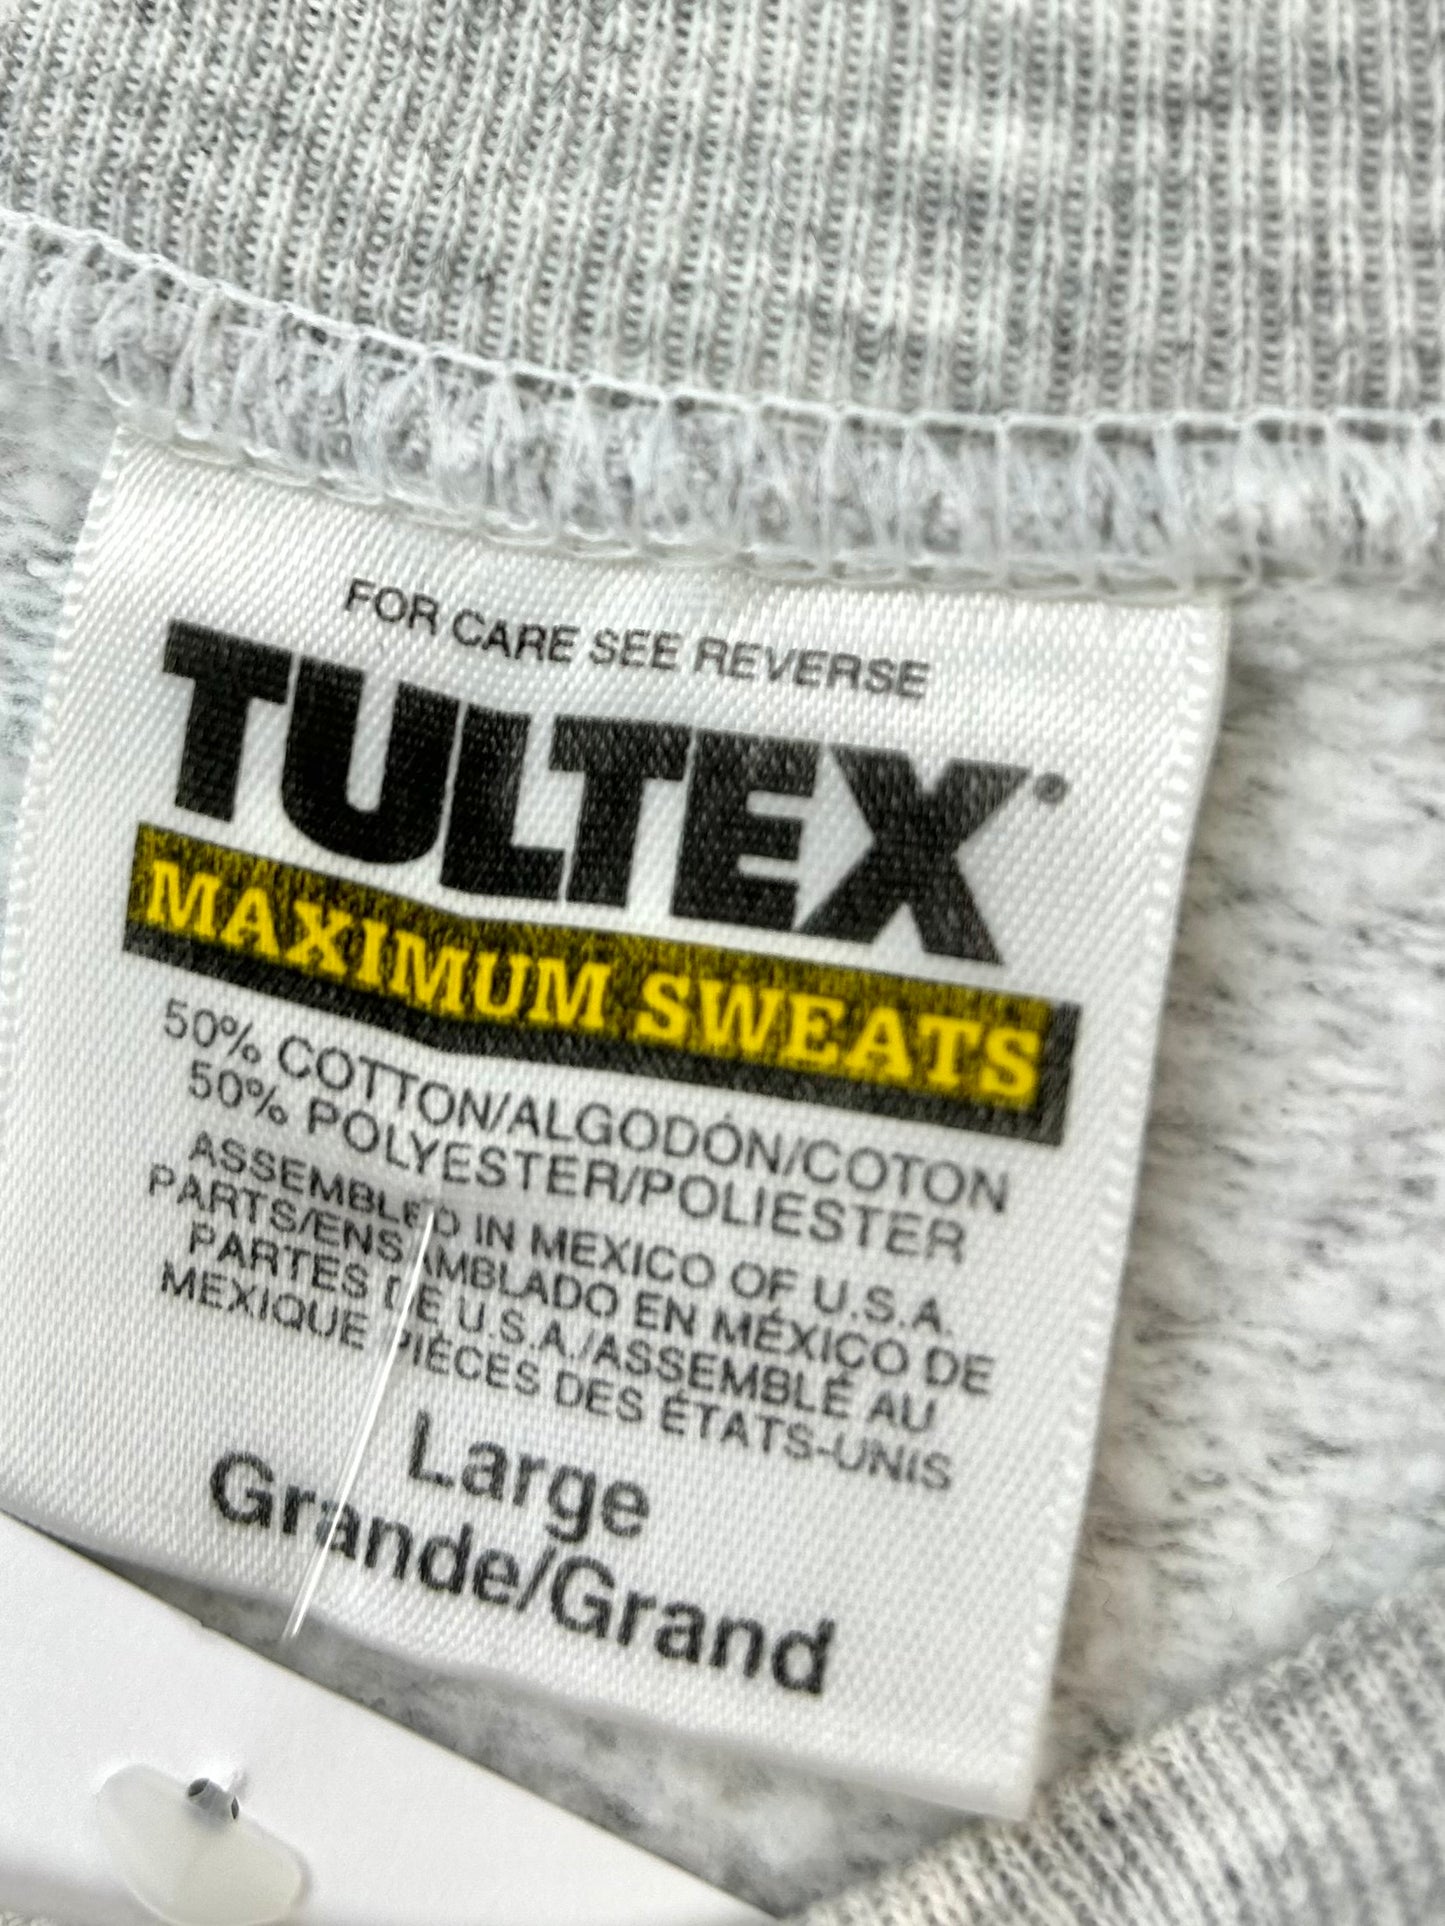 FOR CARE SEE REVERSE
TULTEX®
MAXIMUM SWEATS
50% COTTON/ALGODÓN/COTON
50% POLYESTER/POLIESTER
ASSEMBLED IN MEXICO OF U.S.A.
PARTS/ENSAMBLADO EN MÉXICO DE
PARTES DE U.S.A./ASSEMBLÉ AU
MEXIQUE PIÈCES DES ÉTATS-UNIS
Large
Grande/Grand